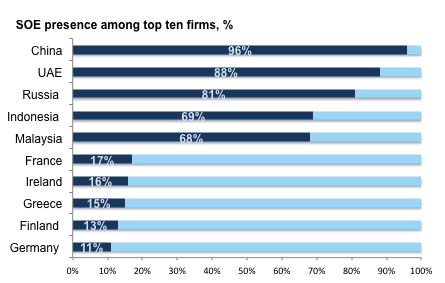 SOE presence among top ten firms, %
China 96%
UAE 88%
Russia 81%
Indonesia 69%
Malaysia 68%
France 17%
Ireland 16%
Greece 15%
Finland 13%
Germany 11%
0% 10% 20% 30% 40% 50% 60% 70% 80% 90% 100%